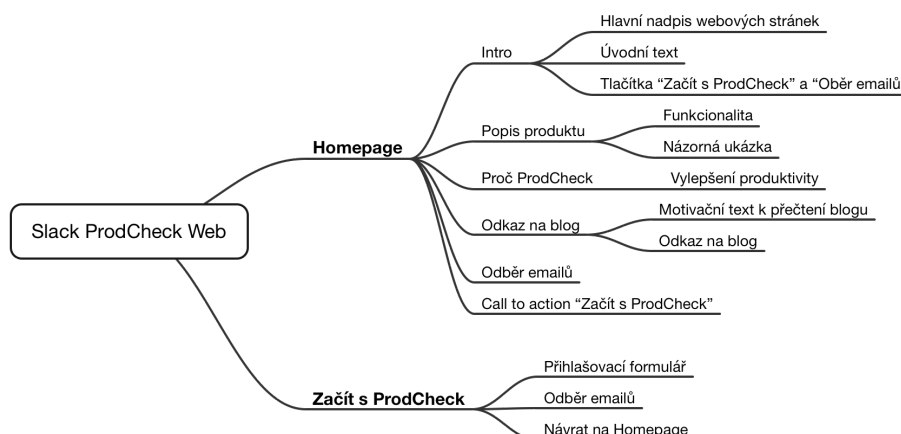 Slack ProdCheck Web
Homepage
Intro
Hlavní nadpis webových stránek
Úvodní text
Tlačítka “Začít s ProdCheck” a “Oběr emailů
Popis produktu
Funkcionalita
Názorná ukázka
Proč ProdCheck
Vylepšení produktivity
Odkaz na blog
Motivační text k přečtení blogu
Odkaz na blog
Odběr emailů
Call to action “Začít s ProdCheck”
Začít s ProdCheck
Přihlašovací formulář
Odběr emailů
Návrat na Homepage